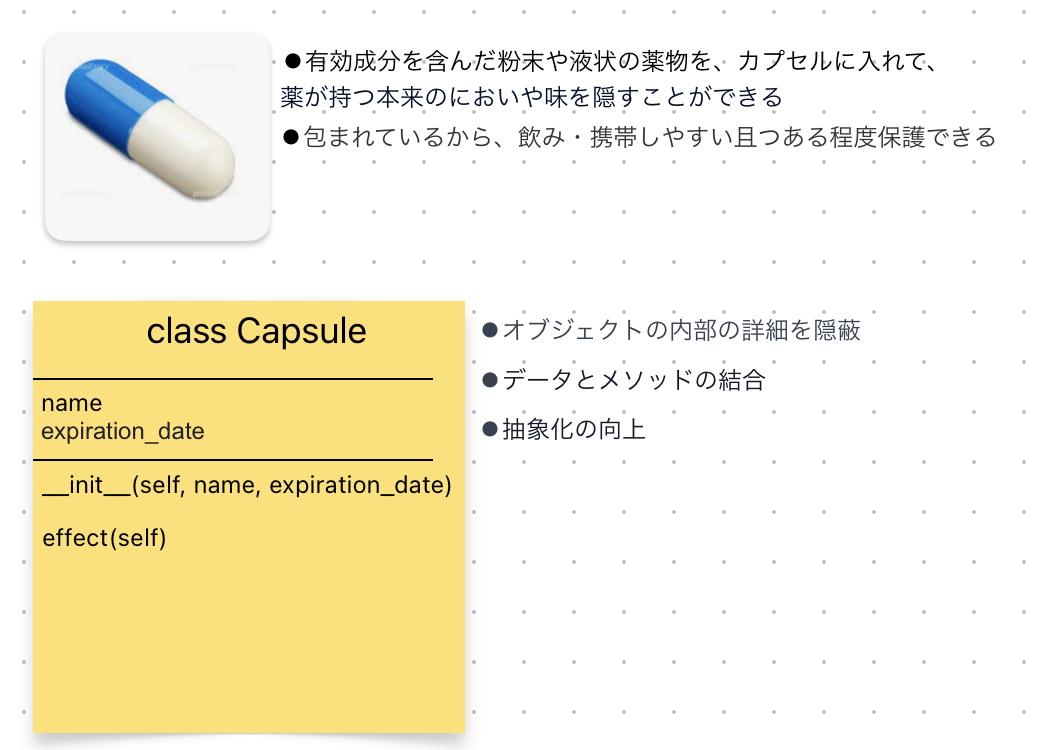 ●有効成分を含んだ粉末や液状の薬物を、カプセルに入れて、
薬が持つ本来のにおいや味を隠すことができる
●包まれているから、飲み・携帯しやすい且つある程度保護できる
class Capsule
name
expiration_date
__init__(self, name, expiration_date)
effect(self)
●オブジェクトの内部の詳細を隠蔽
●データとメソッドの結合
●抽象化の向上